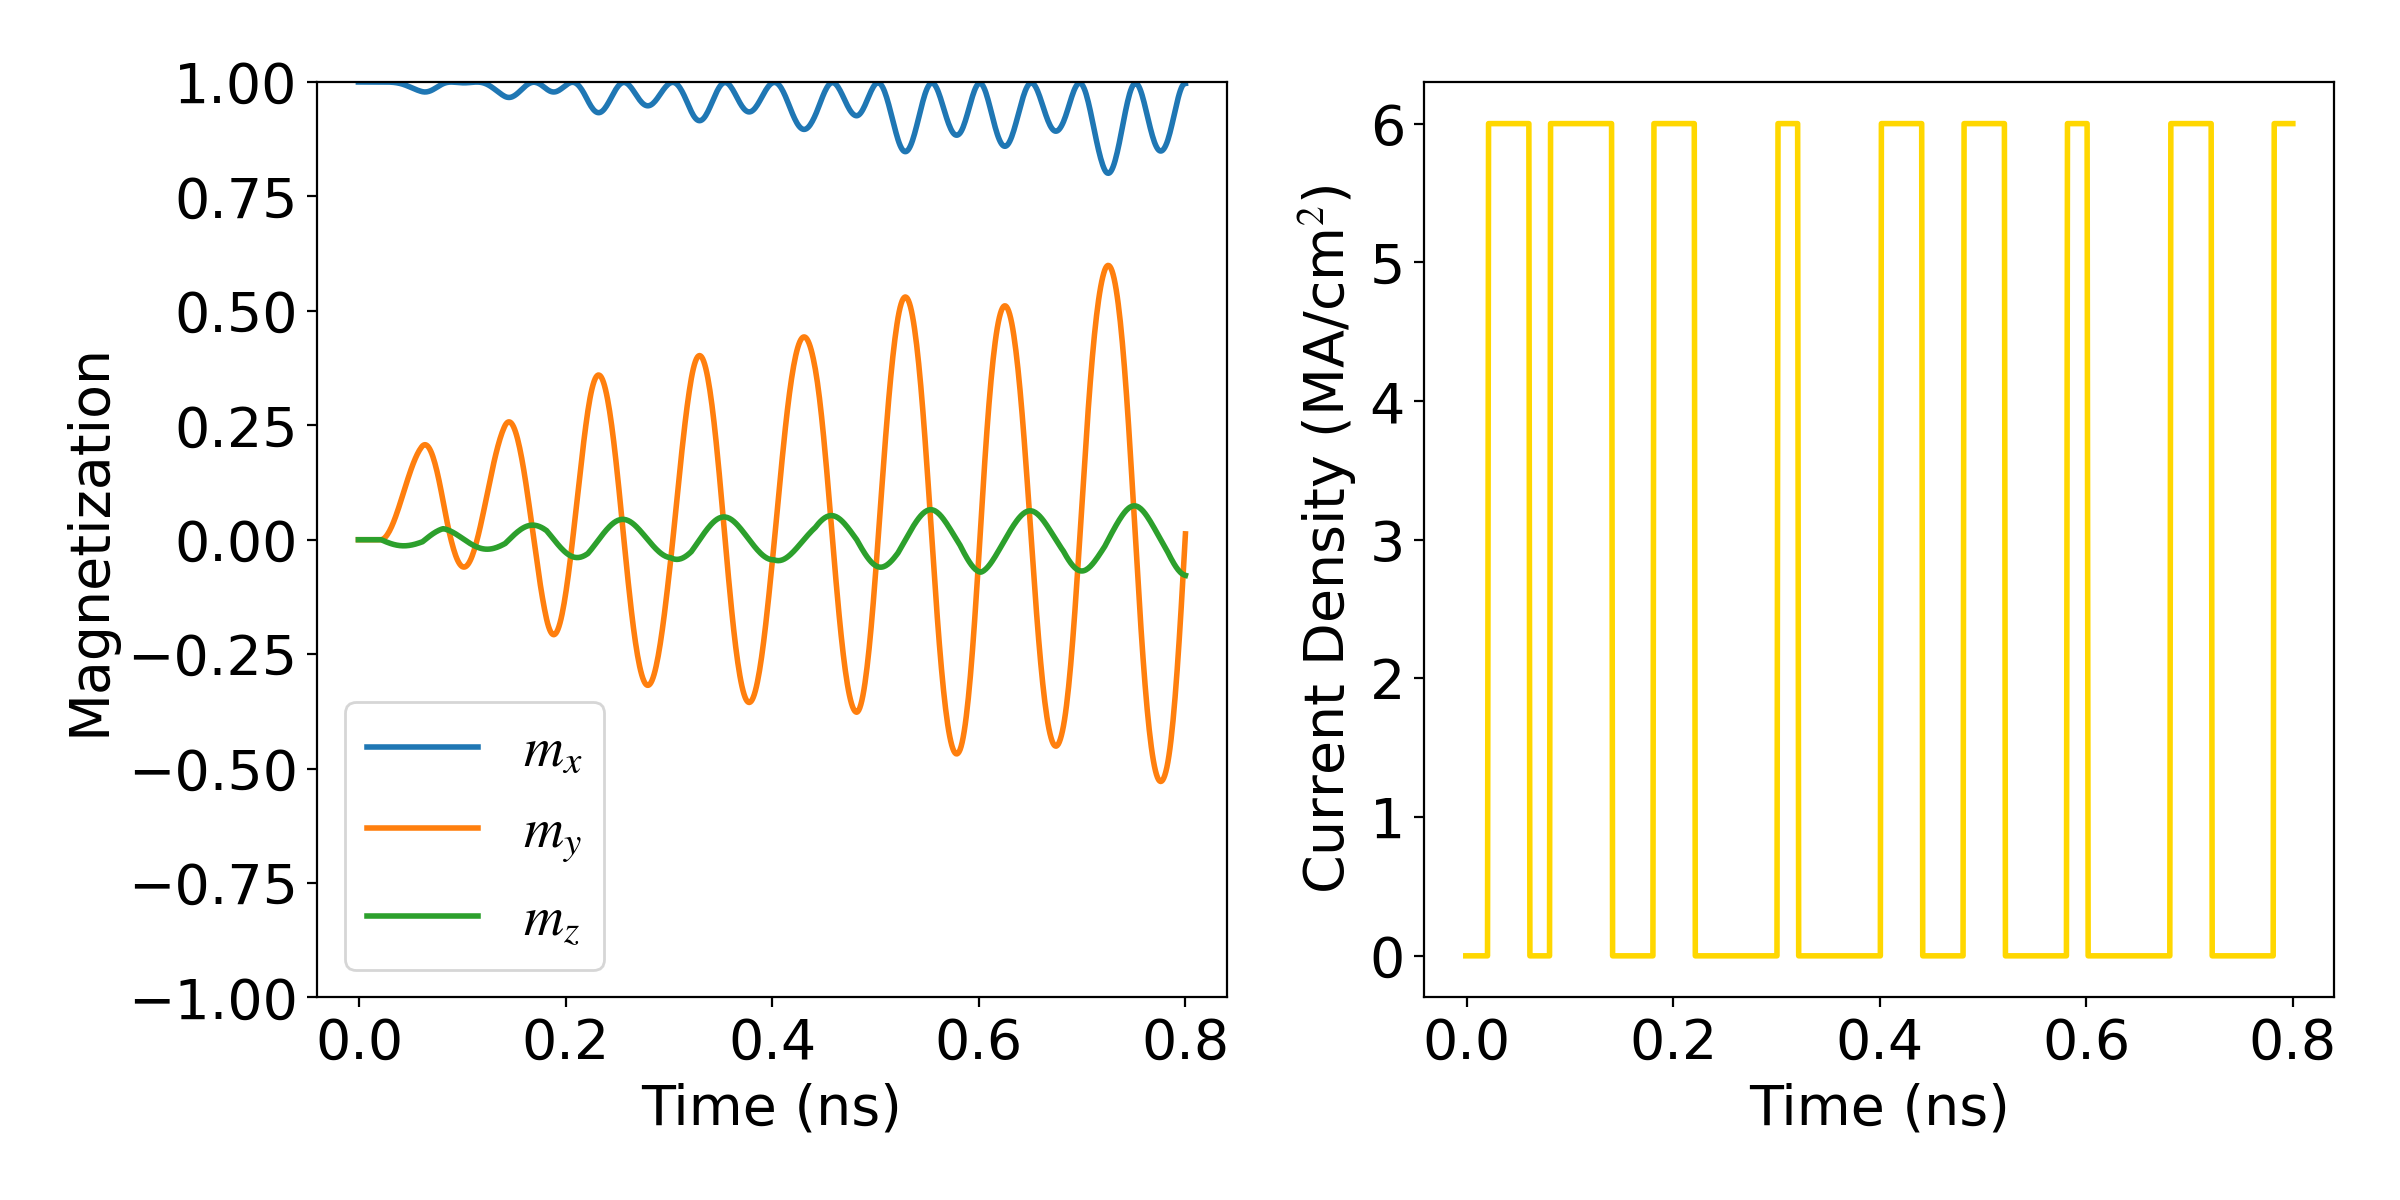 1.00
0.75
0.50
0.25
0.00
−0.25
−0.50
−0.75
−1.00
Magnetization
m_x
m_y
m_z
0.0 0.2 0.4 0.6 0.8
Time (ns)
6
5
4
3
2
1
0
Current Density (MA/cm²)
0.0 0.2 0.4 0.6 0.8
Time (ns)